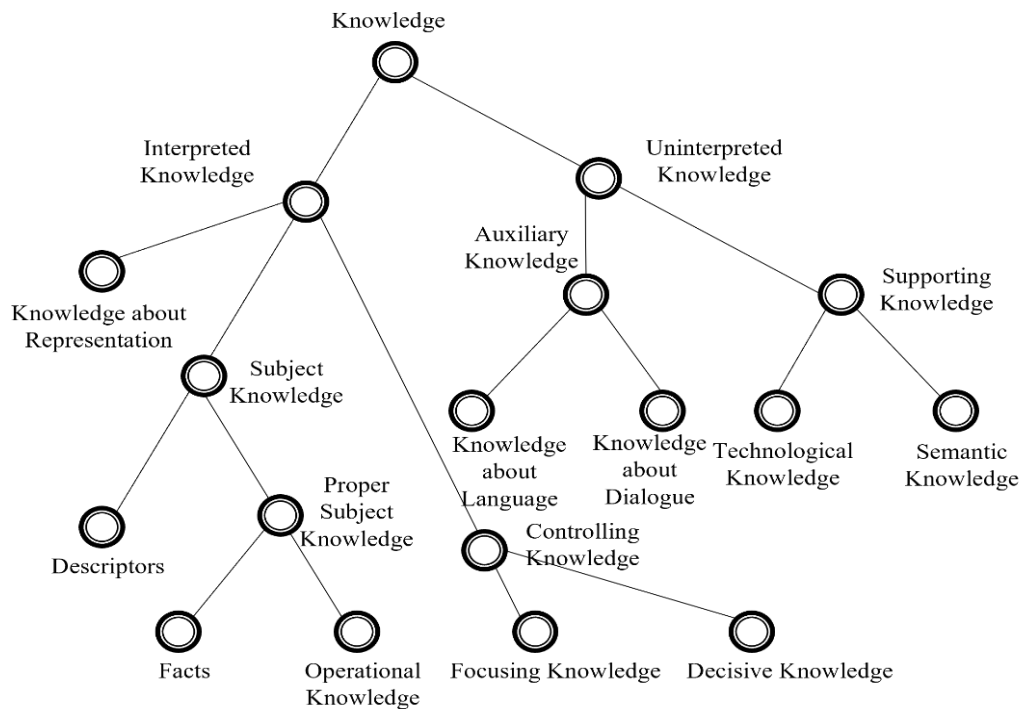 Knowledge
Interpreted
Knowledge
Uninterpreted
Knowledge
Auxiliary
Knowledge
Supporting
Knowledge
Knowledge about
Representation
Subject
Knowledge
Knowledge
about
Language
Knowledge
about
Dialogue
Technological
Knowledge
Semantic
Knowledge
Proper
Subject
Knowledge
Descriptors
Controlling
Knowledge
Facts
Operational
Knowledge
Focusing Knowledge
Decisive Knowledge